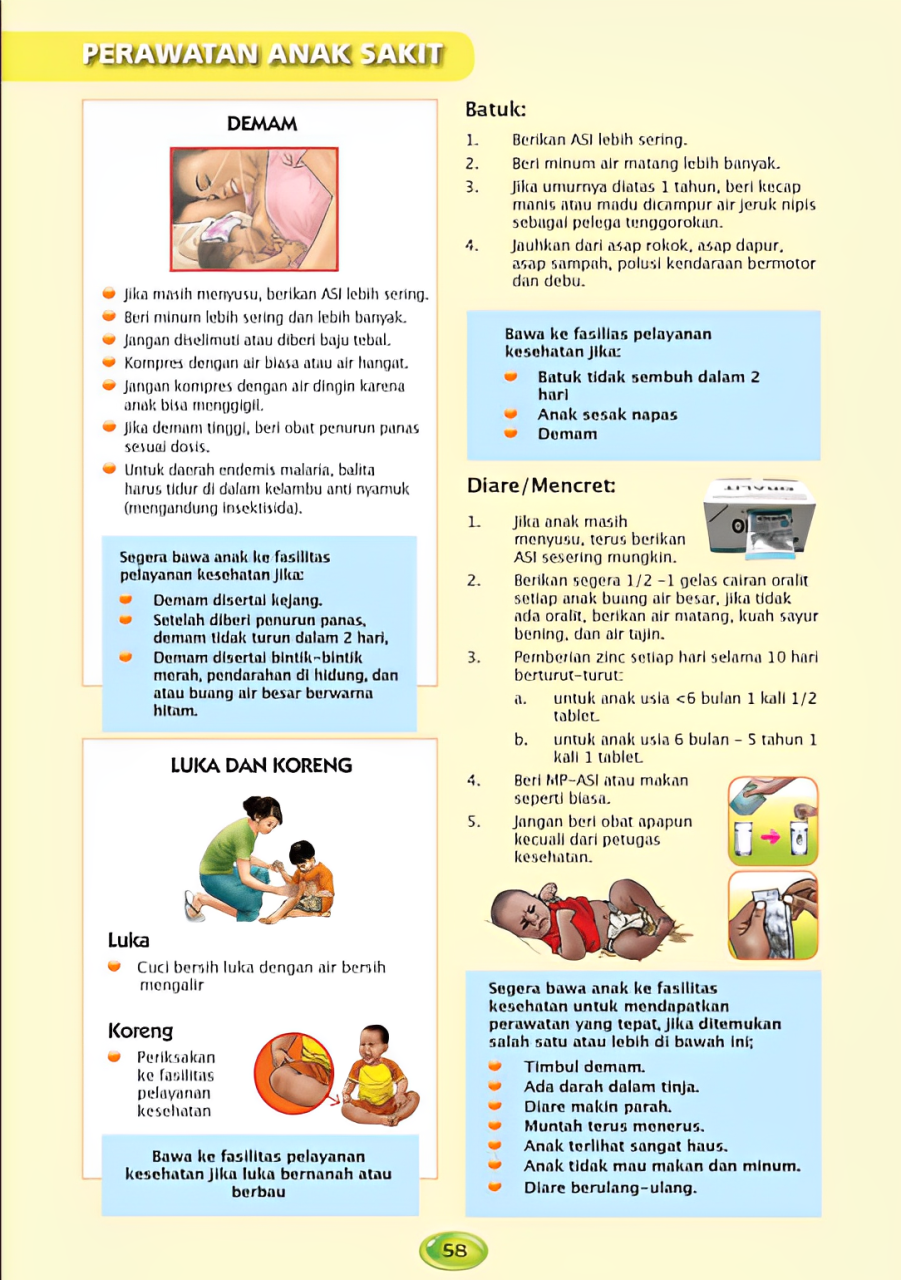 PERAWATAN ANAK SAKIT
DEMAM
Jika masih menyusu, berikan ASI lebih sering.
Beri minum lebih sering dan lebih banyak.
Jangan diselimuti atau diberi baju tebal.
Kompres dengan air biasa atau air hangat.
Jangan kompres dengan air dingin karena
anak bisa menggigil.
Jika demam tinggi, beri obat penurun panas
sesuai dosis.
Untuk daerah endemis malaria, balita
harus tidur di dalam kelambu anti nyamuk
(mengandung insektisida).
Segera bawa anak ke fasilitas
pelayanan kesehatan jika:
Demam disertai kejang.
Setelah diberi penurun panas,
demam tidak turun dalam 2 hari,
Demam disertai bintik-bintik
merah, pendarahan di hidung, dan
atau buang air besar berwarna
hitam.
LUKA DAN KORENG
Luka
Cuci bersih luka dengan air bersih
mengalir
Koreng
Periksakan
ke fasilitas
pelayanan
kesehatan
Bawa ke fasilitas pelayanan
kesehatan jika luka bernanah atau
berbau
Batuk:
1. Berikan ASI lebih sering.
2. Beri minum air matang lebih banyak.
3. Jika umurnya diatas 1 tahun, beri kecap
manis atau madu dicampur air jeruk nipis
sebagai pelega tenggorokan.
4. Jauhkan dari asap rokok, asap dapur,
asap sampah, polusi kendaraan bermotor
dan debu.
Bawa ke fasilias pelayanan
kesehatan jika:
Batuk tidak sembuh dalam 2
hari
Anak sesak napas
Demam
Diare/Mencret:
ORALIT
1. Jika anak masih
menyusu, terus berikan
ASI sesering mungkin.
2. Berikan segera 1/2 -1 gelas cairan oralit
setiap anak buang air besar, jika tidak
ada oralit, berikan air matang, kuah sayur
bening, dan air tajin.
3. Pemberian zinc setiap hari selama 10 hari
berturut-turut:
a. untuk anak usia <6 bulan 1 kali 1/2
tablet.
b. untuk anak usia 6 bulan - 5 tahun 1
kali 1 tablet.
4. Beri MP-ASI atau makan
seperti biasa.
5. Jangan beri obat apapun
kecuali dari petugas
kesehatan.
Segera bawa anak ke fasilitas
kesehatan untuk mendapatkan
perawatan yang tepat, jika ditemukan
salah satu atau lebih di bawah ini;
Timbul demam.
Ada darah dalam tinja.
Diare makin parah.
Muntah terus menerus.
Anak terlihat sangat haus.
Anak tidak mau makan dan minum.
Diare berulang-ulang.
58